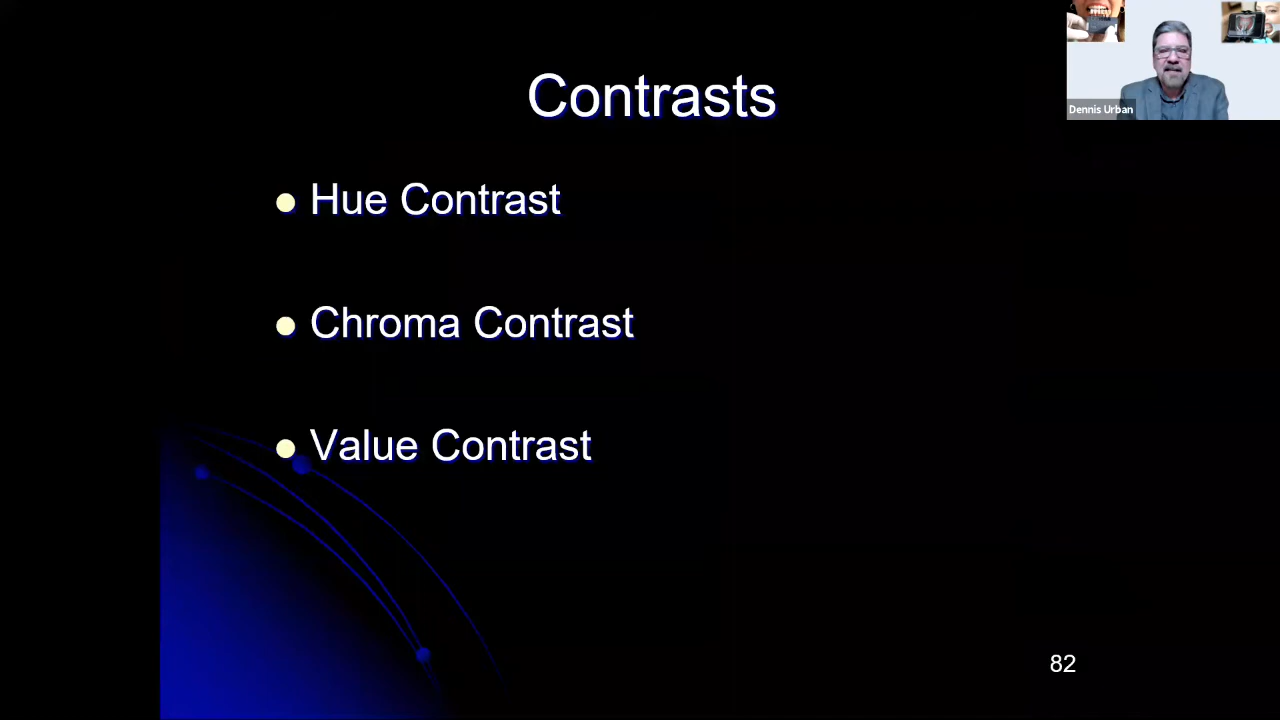 Contrasts
Dennis Urban
Hue Contrast
Chroma Contrast
Value Contrast
82